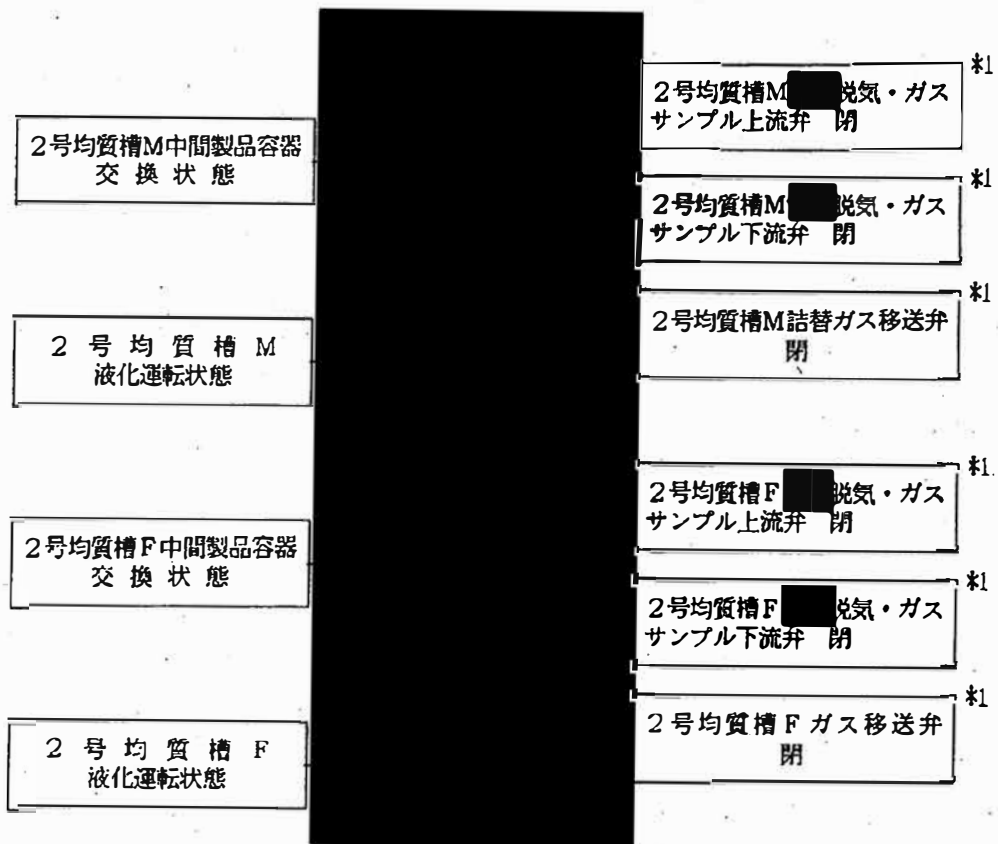 2号均質槽M中間製品容器
交換状態
2号均質槽M
液化運転状態
2号均質槽F中間製品容器
交換状態
2号均質槽F
液化運転状態
*1
2号均質槽M 脱気・ガス
サンプル上流弁 閉
*1
2号均質槽M 脱気・ガス
サンプル下流弁 閉
*1
2号均質槽M詰替ガス移送弁
閉
*1
2号均質槽F 脱気・ガス
サンプル上流弁 閉
*1
2号均質槽F 脱気・ガス
サンプル下流弁 閉
*1
2号均質槽Fガス移送弁
閉